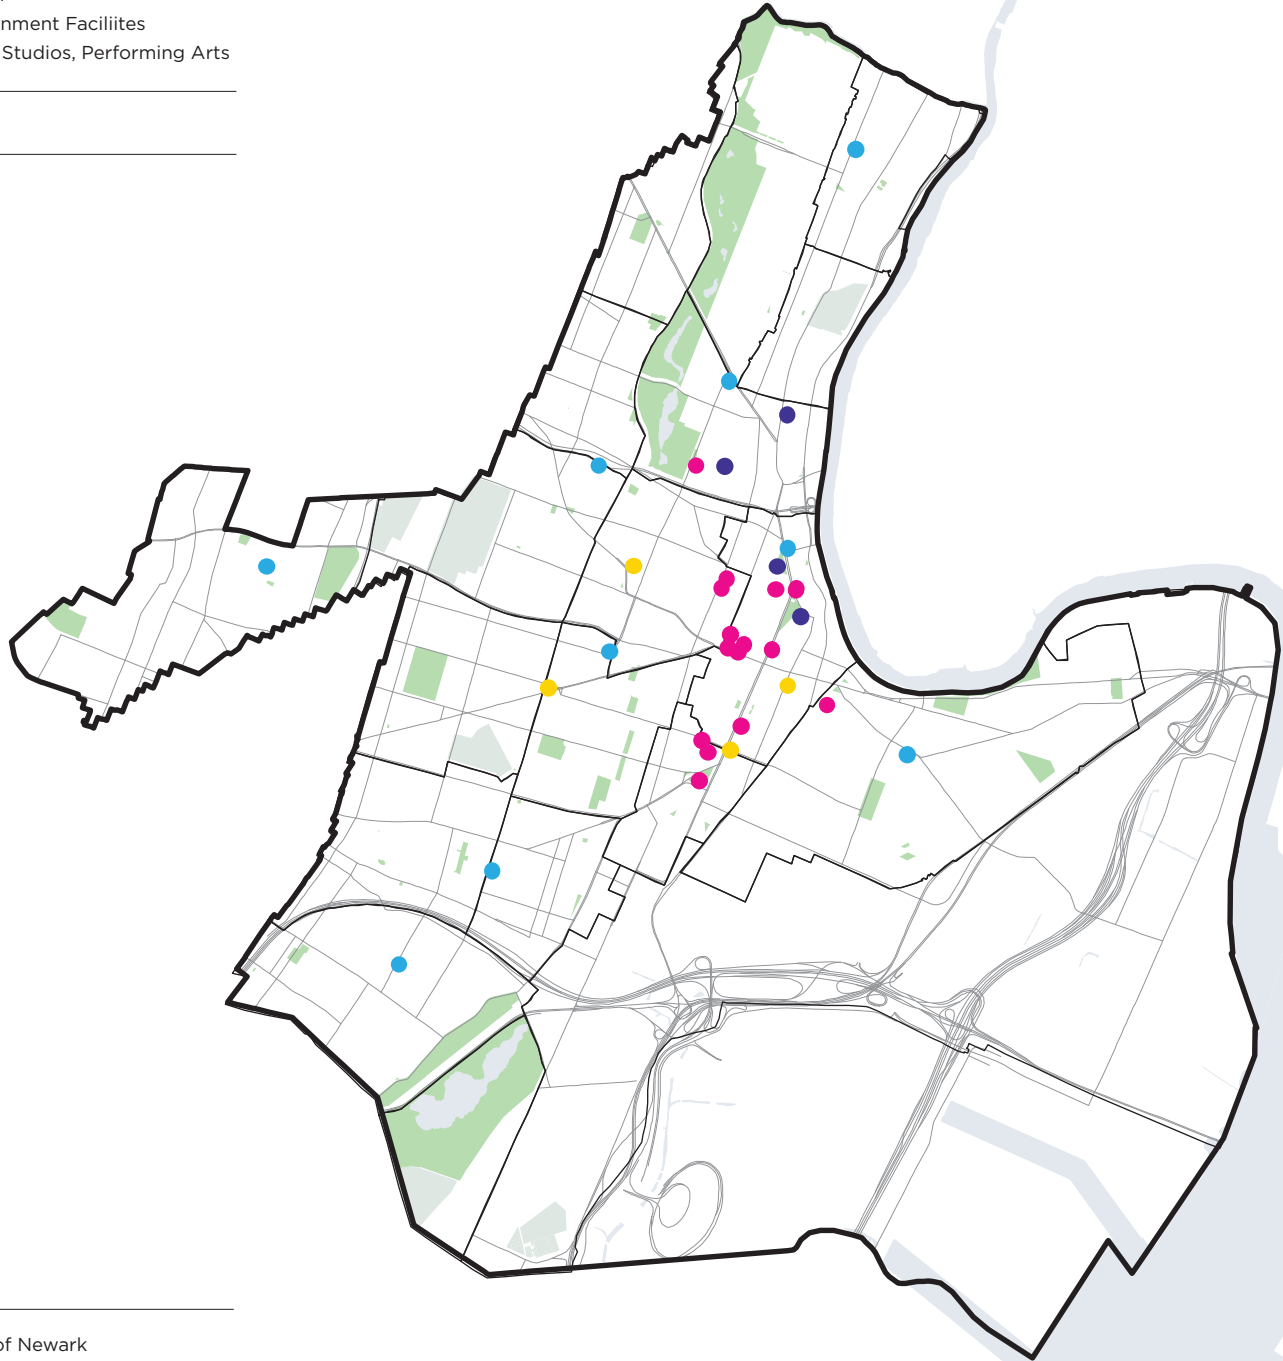 nment Faciliites
Studios, Performing Arts
of Newark